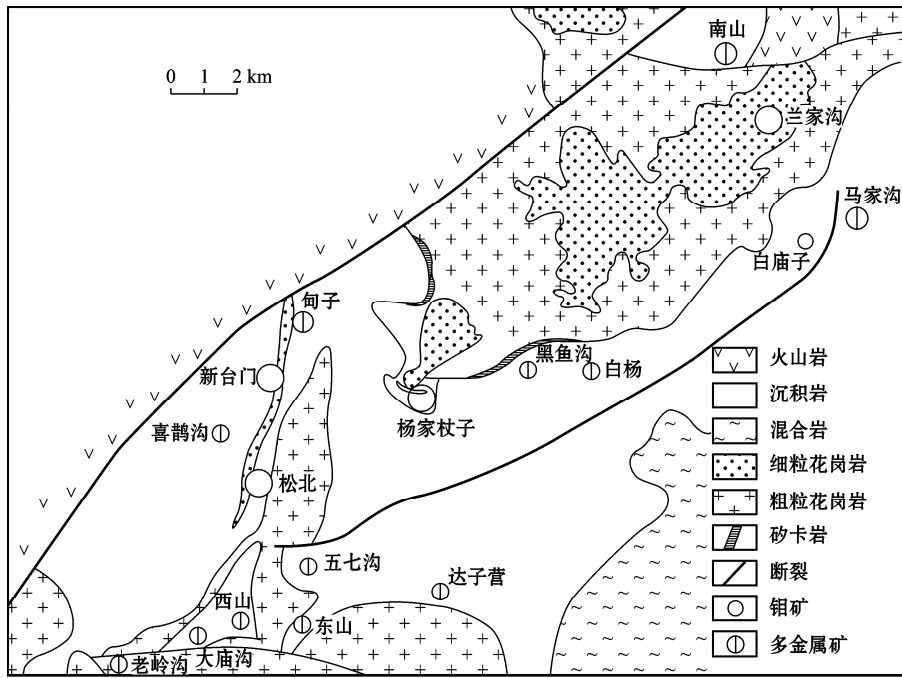 南山
0 1 2 km
兰家沟
马家沟
白庙子
甸子
新台门
黑鱼沟
白杨
杨家杖子
喜鹊沟
松北
五七沟
达子营
西山
东山
大庙沟
老岭沟
火山岩
沉积岩
混合岩
细粒花岗岩
粗粒花岗岩
矽卡岩
断裂
钼矿
多金属矿